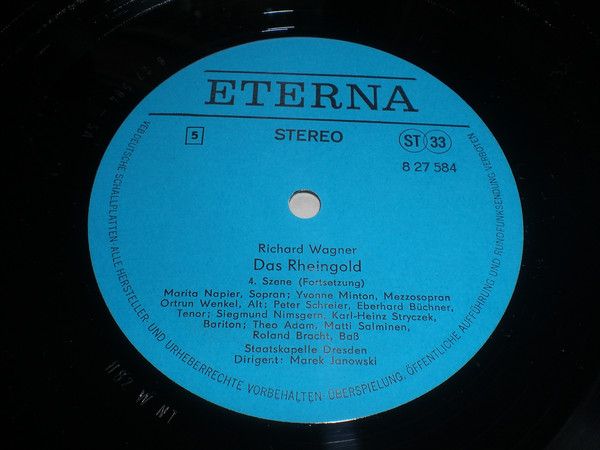 ETERNA
5
STEREO
ST 33
8 27 584
Richard Wagner
Das Rheingold
4. Szene (Fortsetzung)
Marita Napier, Sopran; Yvonne Minton, Mezzosopran
Ortrun Wenkel, Alt; Peter Schreier, Eberhard Büchner,
Tenor; Siegmund Nimsgern, Karl-Heinz Stryczek,
Bariton; Theo Adam, Matti Salminen,
Roland Bracht, Baß
Staatskapelle Dresden
Dirigent: Marek Janowski
VEB DEUTSCHE SCHALLPLATTEN · ALLE HERSTELLER- UND URHEBERRECHTE VORBEHALTEN · ÜBERSPIELUNG, ÖFFENTLICHE AUFFÜHRUNG UND RUNDFUNKSENDUNG VERBOTEN